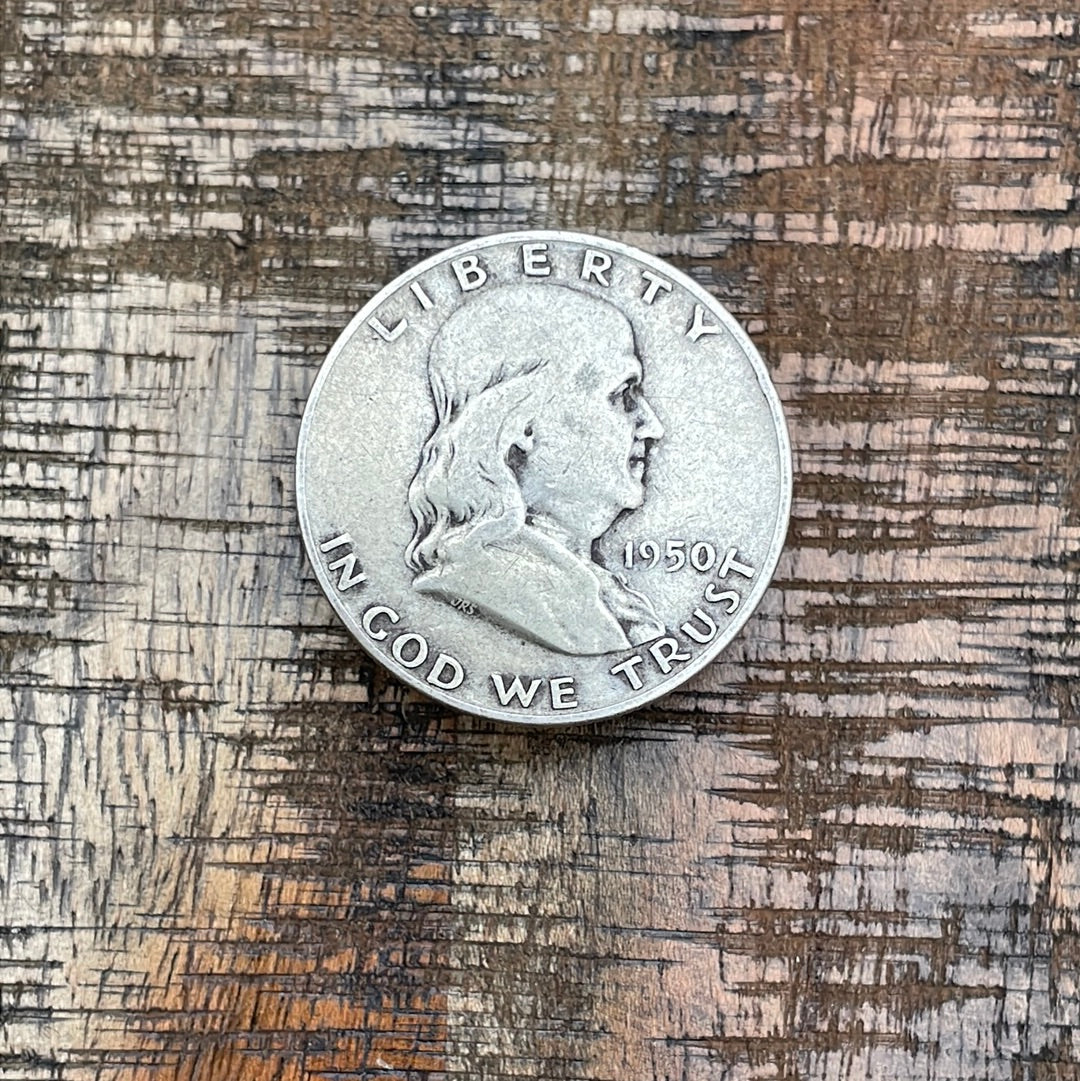 LIBERTY
1950
IN GOD WE TRUST
JRS